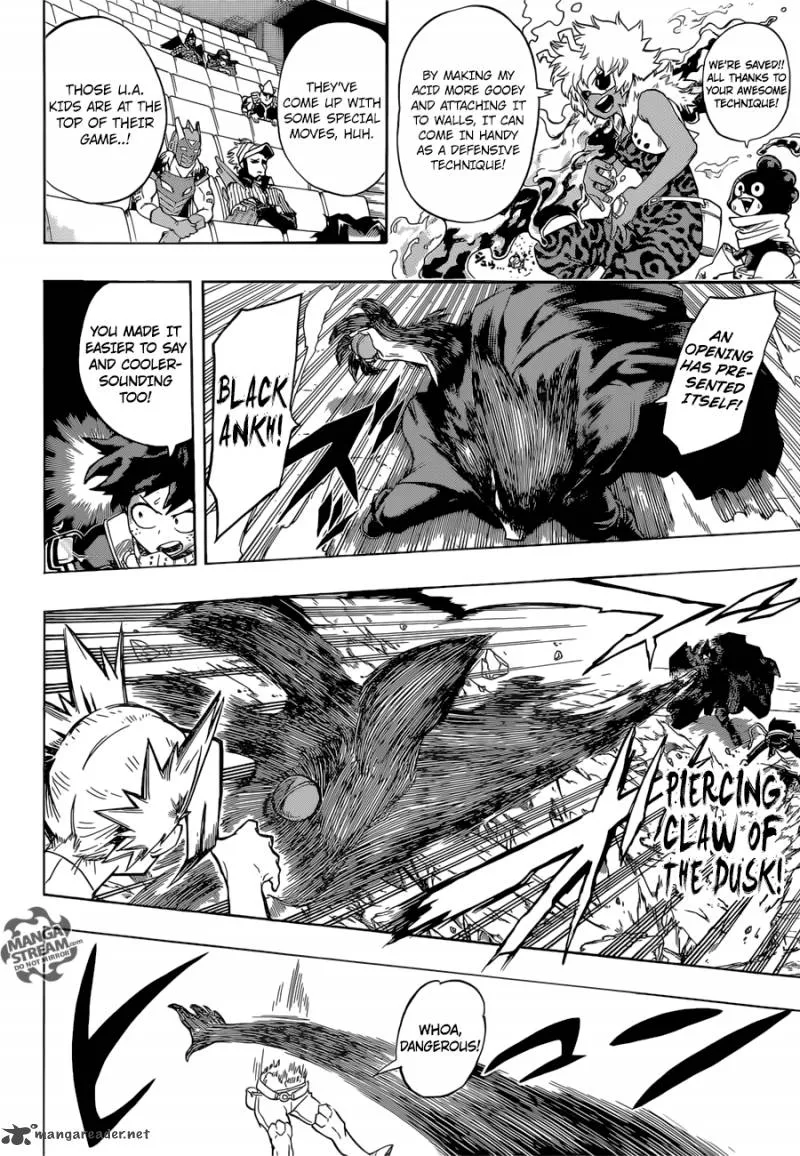 WE'RE SAVED!!
ALL THANKS TO
YOUR AWESOME
TECHNIQUE!
BY MAKING MY
ACID MORE GOOEY
AND ATTACHING IT
TO WALLS, IT CAN
COME IN HANDY
AS A DEFENSIVE
TECHNIQUE!
THEY'VE
COME UP WITH
SOME SPECIAL
MOVES, HUH.
THOSE U.A.
KIDS ARE AT THE
TOP OF THEIR
GAME..!
AN
OPENING
HAS PRE-
SENTED
ITSELF!
BLACK
ANKH!
YOU MADE IT
EASIER TO SAY
AND COOLER-
SOUNDING
TOO!
PIERCING
CLAW OF
THE DUSK!
WHOA,
DANGEROUS!
MANGA
STREAM.com
DO NOT MIRROR!
mangareader.net